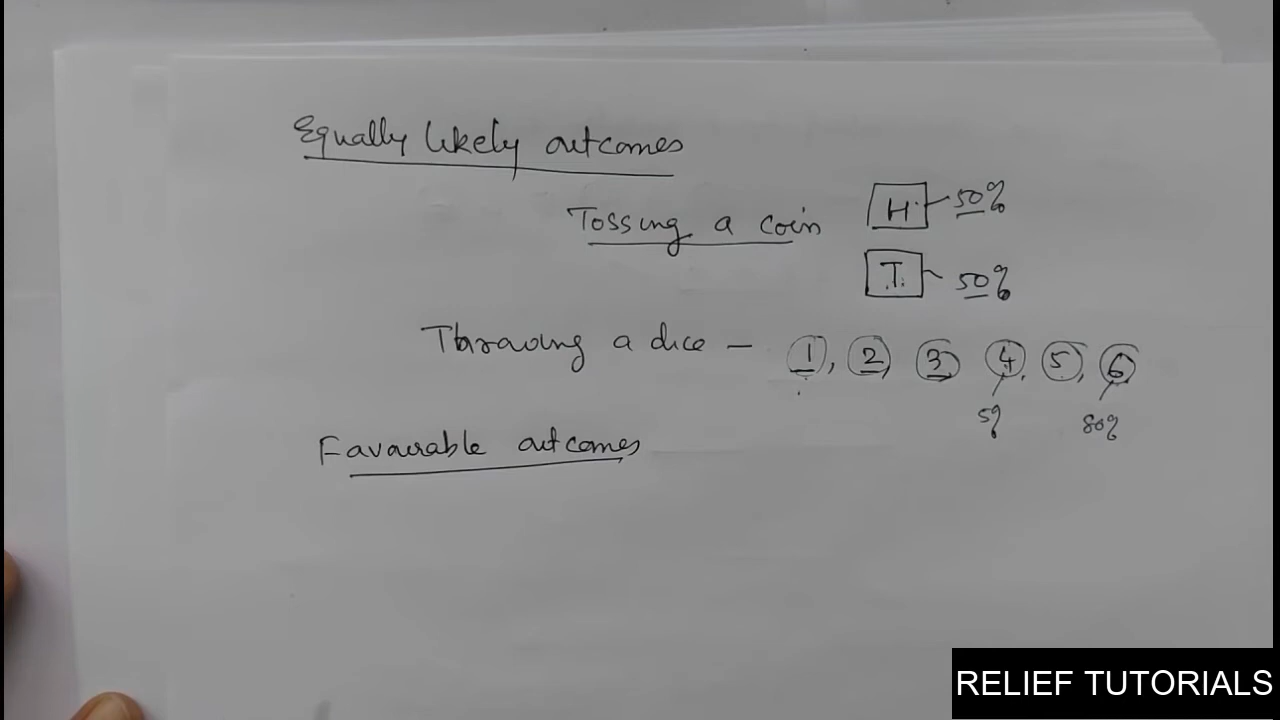 Equally likely outcomes
Tossing a coin H 50%
T 50%
Throwing a dice — 1, 2, 3 4, 5, 6
5% 80%
Favourable outcomes
RELIEF TUTORIALS